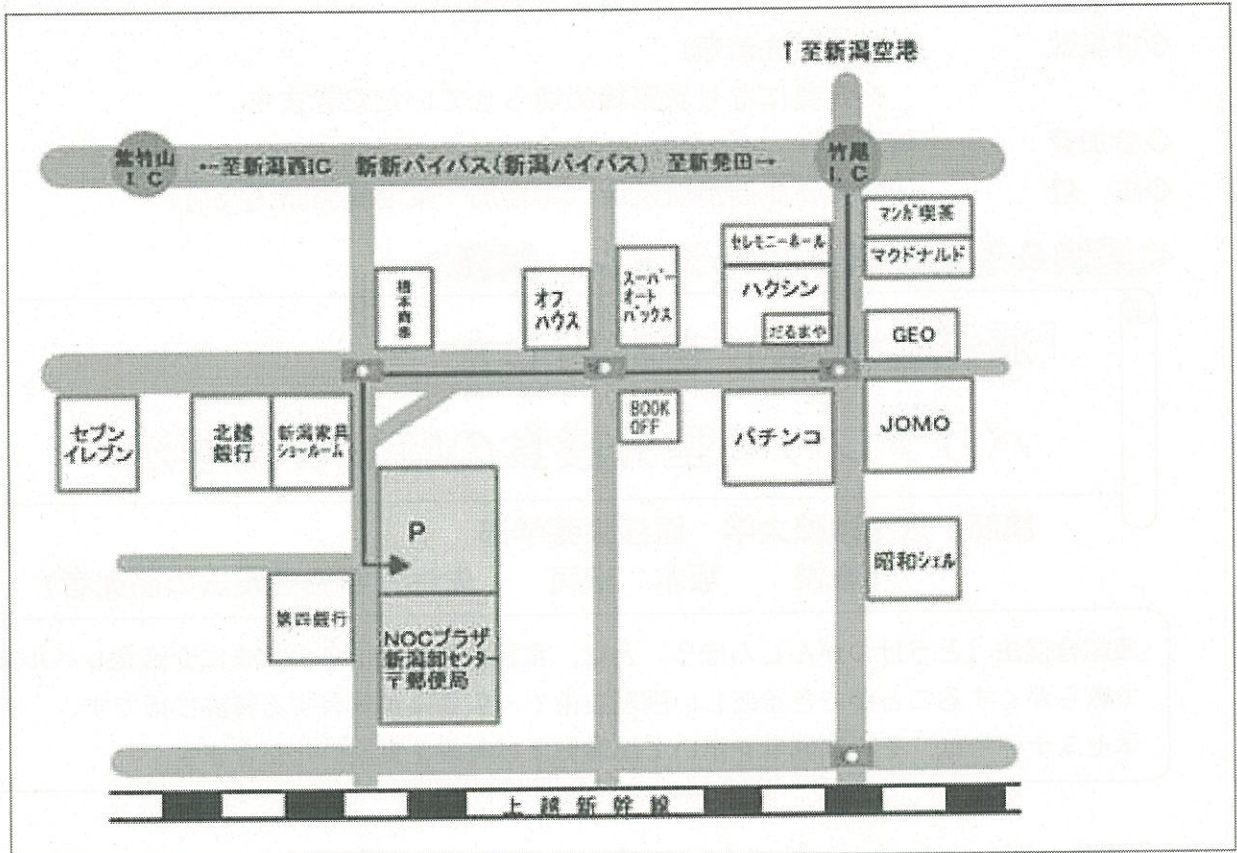 ↑至新潟空港
紫竹山
I C
←至新潟西IC 新新バイパス(新潟バイパス) 至新発田→
竹尾
I. C
マンガ喫茶
マクドナルド
セレモニーホール
ハクシン
だるまや
GEO
スーパー
オート
バックス
オフ
ハウス
橋本商事
セブン
イレブン
北越
銀行
新潟家具
ショールーム
BOOK
OFF
パチンコ
JOMO
P
昭和シェル
第四銀行
NOCプラザ
新潟卸センター
〒郵便局
上越新幹線